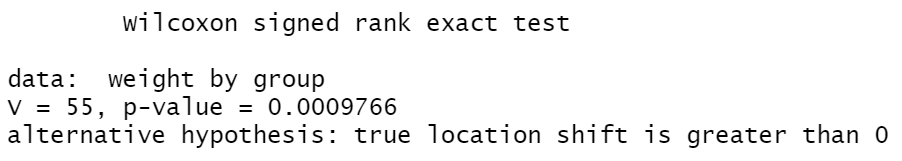 Wilcoxon signed rank exact test
data:  weight by group
V = 55, p-value = 0.0009766
alternative hypothesis: true location shift is greater than 0